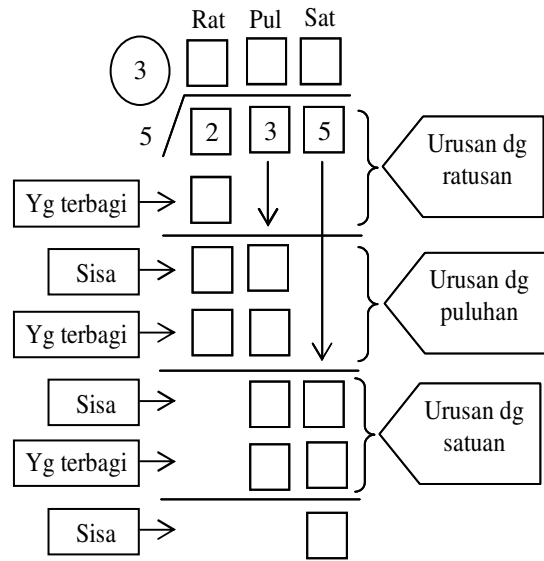 Rat Pul Sat
3
5 2 3 5
Urusan dg
ratusan
Yg terbagi
Sisa
Urusan dg
puluhan
Yg terbagi
Sisa
Urusan dg
satuan
Yg terbagi
Sisa